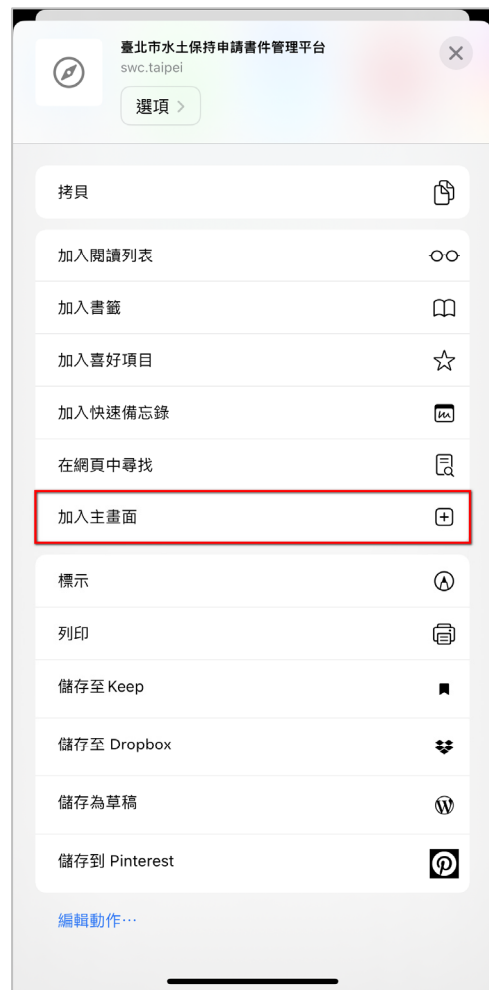 臺北市水土保持申請書件管理平台
swc.taipei
選項
拷貝
加入閱讀列表
加入書籤
加入喜好項目
加入快速備忘錄
在網頁中尋找
加入主畫面
標示
列印
儲存至 Keep
儲存至 Dropbox
儲存為草稿
儲存到 Pinterest
編輯動作⋯